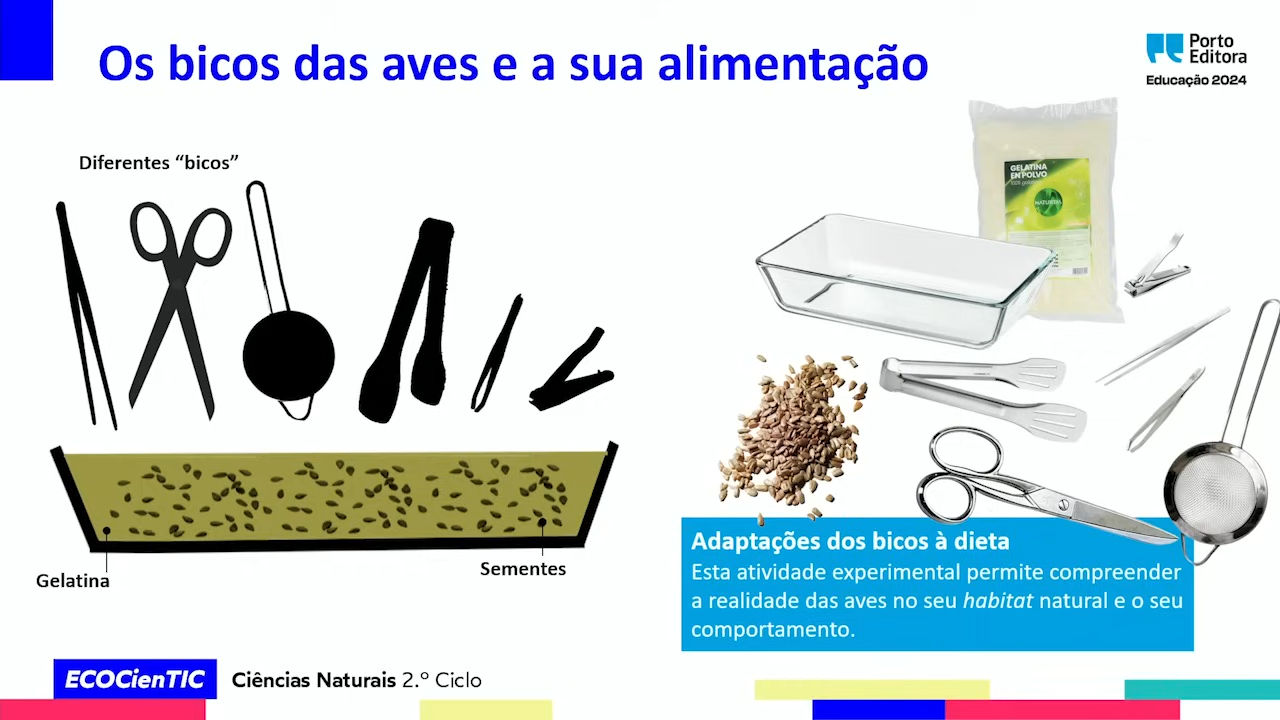 Os bicos das aves e a sua alimentação
Porto
Editora
Educação 2024
Diferentes “bicos”
GELATINA
EN POLVO
100% gelatina
Gelatina
Sementes
Adaptações dos bicos à dieta
Esta atividade experimental permite compreender
a realidade das aves no seu habitat natural e o seu
comportamento.
ECOCienTIC
Ciências Naturais 2.º Ciclo